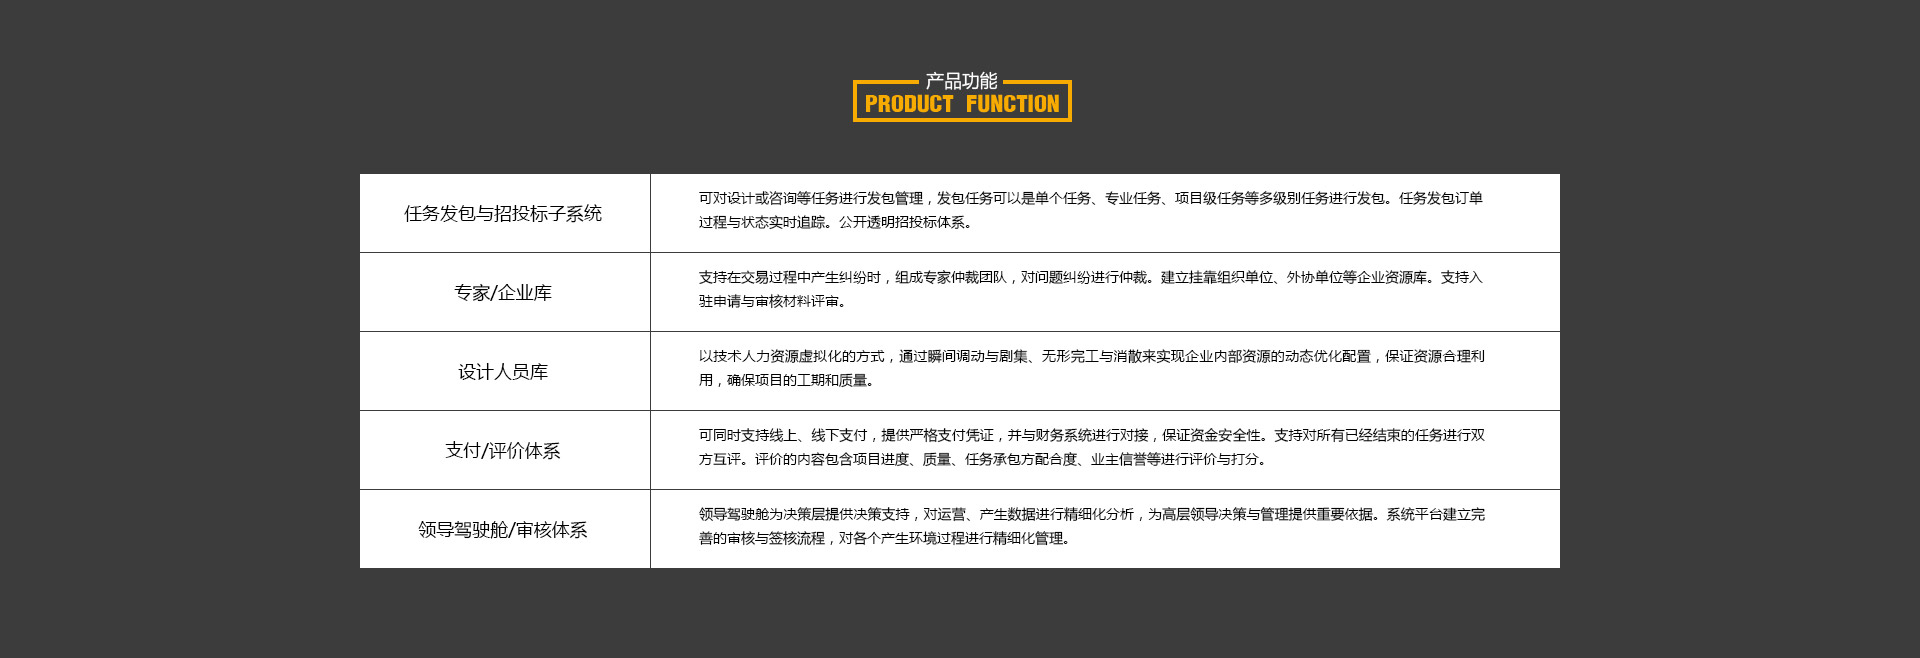 产品功能
PRODUCT FUNCTION
任务发包与招投标子系统
可对设计或咨询等任务进行发包管理，发包任务可以是单个任务、专业任务、项目级任务等多级别任务进行发包。任务发包订单
过程与状态实时追踪。公开透明招投标体系。
专家/企业库
支持在交易过程中产生纠纷时，组成专家仲裁团队，对问题纠纷进行仲裁。建立挂靠组织单位、外协单位等企业资源库。支持入
驻申请与审核材料评审。
设计人员库
以技术人力资源虚拟化的方式，通过瞬间调动与剧集、无形完工与消散来实现企业内部资源的动态优化配置，保证资源合理利
用，确保项目的工期和质量。
支付/评价体系
可同时支持线上、线下支付，提供严格支付凭证，并与财务系统进行对接，保证资金安全性。支持对所有已经结束的任务进行双
方互评。评价的内容包含项目进度、质量、任务承包方配合度、业主信誉等进行评价与打分。
领导驾驶舱/审核体系
领导驾驶舱为决策层提供决策支持，对运营、产生数据进行精细化分析，为高层领导决策与管理提供重要依据。系统平台建立完
善的审核与签核流程，对各个产生环境过程进行精细化管理。